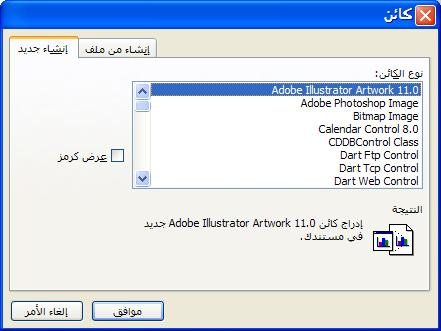 كائن
إنشاء جديد
إنشاء من ملف
نوع الكائن:
Adobe Illustrator Artwork 11.0
Adobe Photoshop Image
Bitmap Image
Calendar Control 8.0
CDDBControl Class
Dart Ftp Control
Dart Tcp Control
Dart Web Control
عرض كرمز
النتيجة
إدراج كائن Adobe Illustrator Artwork 11.0 جديد
في مستندك.
موافق
إلغاء الأمر